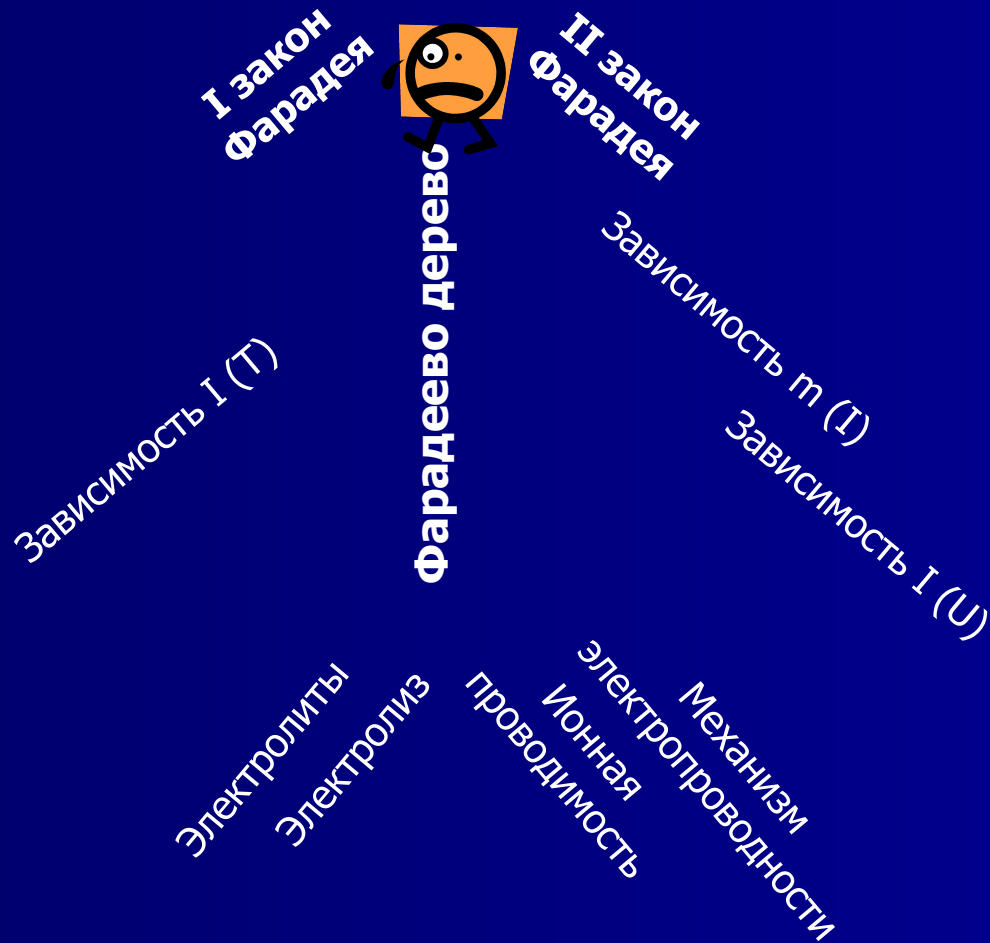 I закон
Фарадея
II закон
Фарадея
Фарадеево дерево
Зависимость m (I)
Зависимость I (T)
Зависимость I (U)
Электролиты
Электролиз
Ионная
проводимость
Механизм
электропроводности